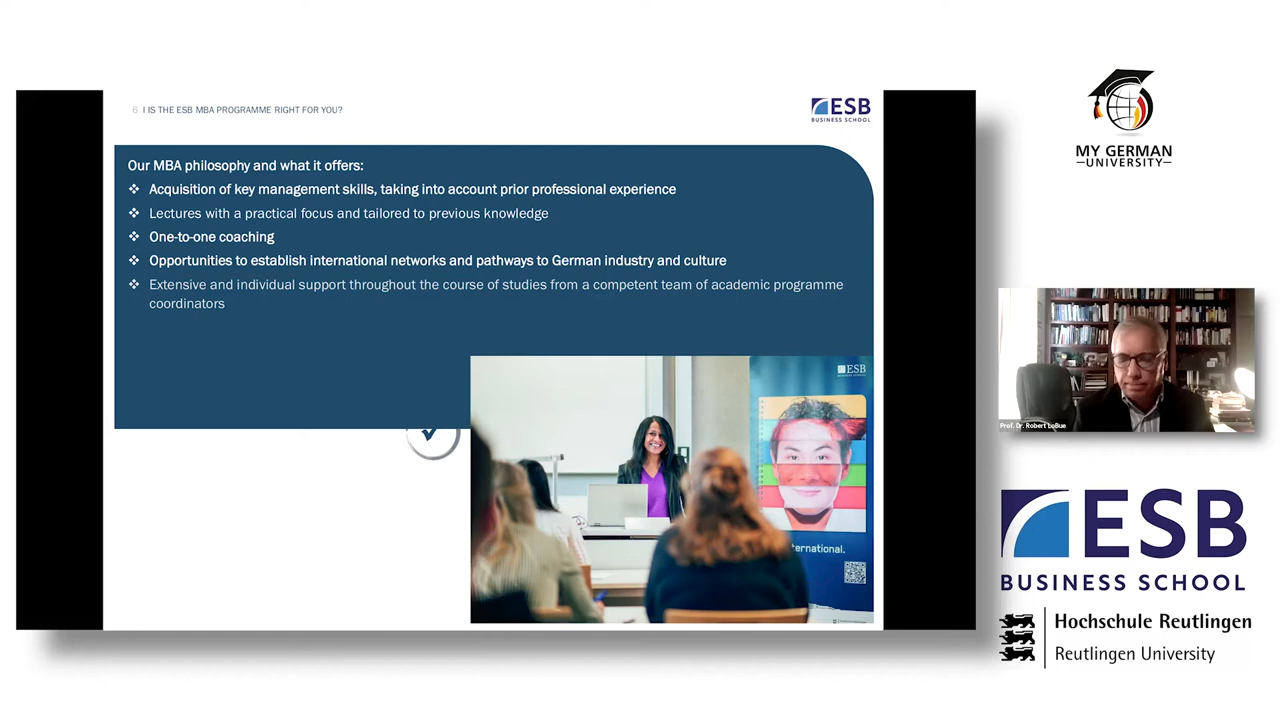 6 I IS THE ESB MBA PROGRAMME RIGHT FOR YOU?
ESB
BUSINESS SCHOOL
Our MBA philosophy and what it offers:
❖ Acquisition of key management skills, taking into account prior professional experience
❖ Lectures with a practical focus and tailored to previous knowledge
❖ One-to-one coaching
❖ Opportunities to establish international networks and pathways to German industry and culture
❖ Extensive and individual support throughout the course of studies from a competent team of academic programme
coordinators
ESB
ternational.
MY GERMAN
UNIVERSITY
Prof. Dr. Robert LoBue
ESB
BUSINESS SCHOOL
Hochschule Reutlingen
Reutlingen University